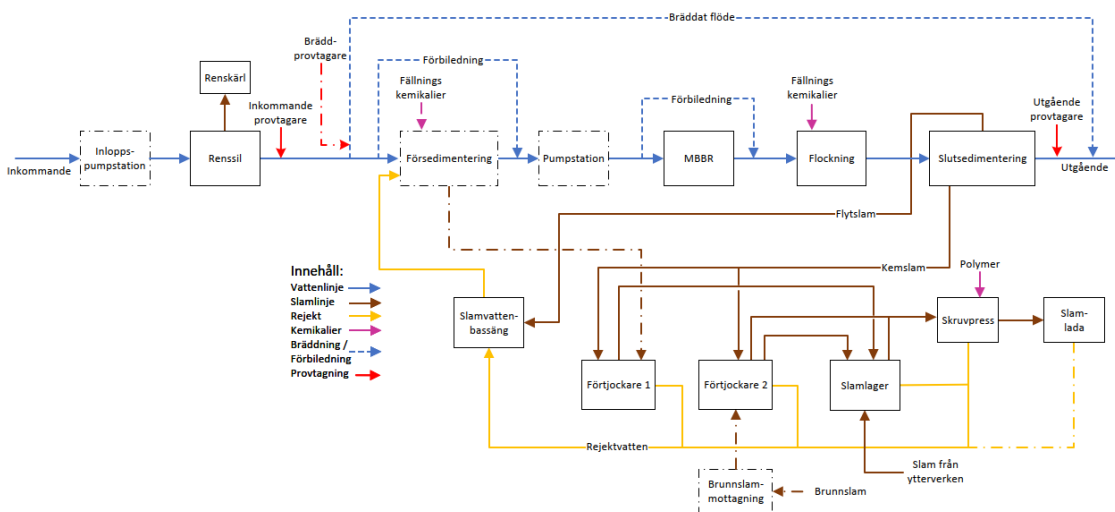 Bräddat flöde
Brädd-
provtagare
Förbiledning
Renskärl
Fällnings
kemikalier
Fällnings
kemikalier
Inkommande
provtagare
Förbiledning
Utgående
provtagare
Inlopps-
pumpstation
Renssil
Försedimentering
Pumpstation
MBBR
Flockning
Slutsedimentering
Inkommande
Utgående
Flytslam
Kemslam
Polymer
Innehåll:
Vattenlinje
Slamlinje
Rejekt
Kemikalier
Bräddning /
Förbiledning
Provtagning
Slamvatten-
bassäng
Skruvpress
Slam-
lada
Förtjockare 1
Förtjockare 2
Slamlager
Rejektvatten
Slam från
ytterverken
Brunnslam-
mottagning
Brunnslam